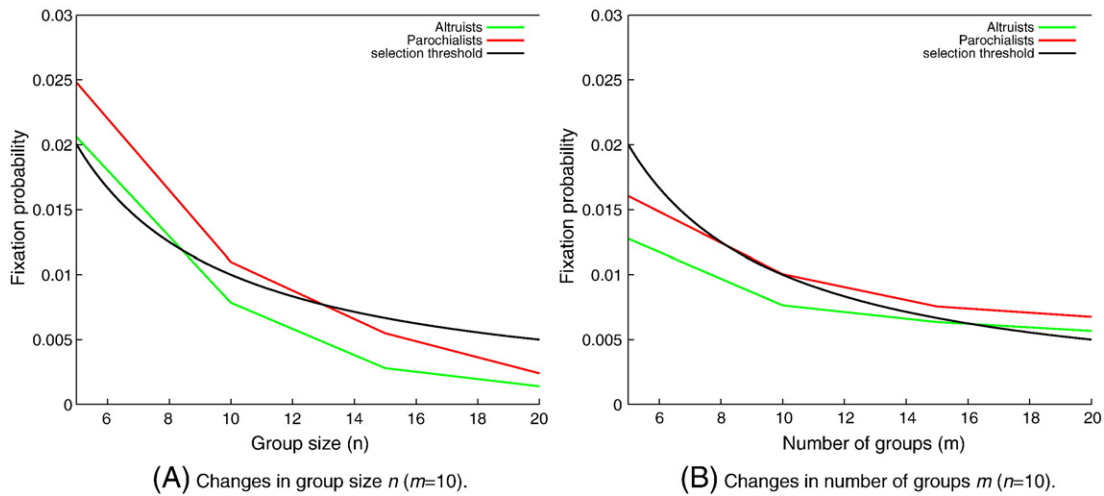 0.03
0.025
0.02
0.015
0.01
0.005
0
Fixation probability
Altruists
Parochialists
selection threshold
6 8 10 12 14 16 18 20
Group size (n)
(A) Changes in group size n (m=10).
0.03
0.025
0.02
0.015
0.01
0.005
0
Fixation probability
Altruists
Parochialists
selection threshold
6 8 10 12 14 16 18 20
Number of groups (m)
(B) Changes in number of groups m (n=10).